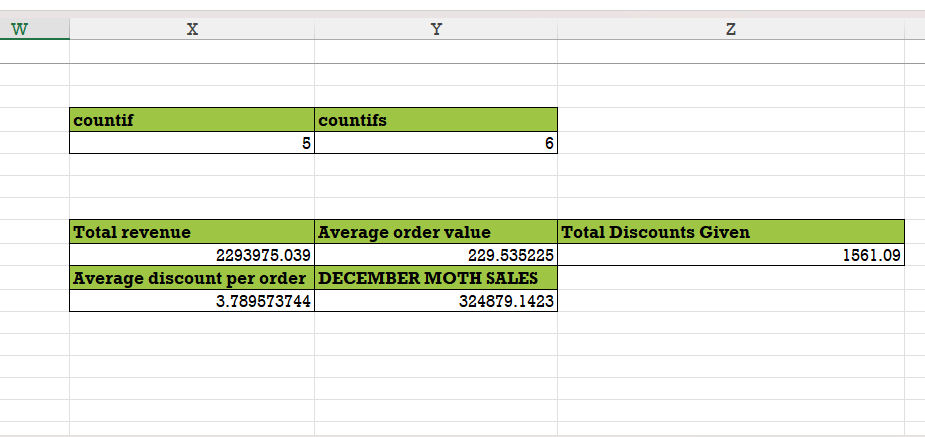 W X Y Z
countif countifs
5 6
Total revenue Average order value Total Discounts Given
2293975.039 229.535225 1561.09
Average discount per order DECEMBER MOTH SALES
3.789573744 324879.1423